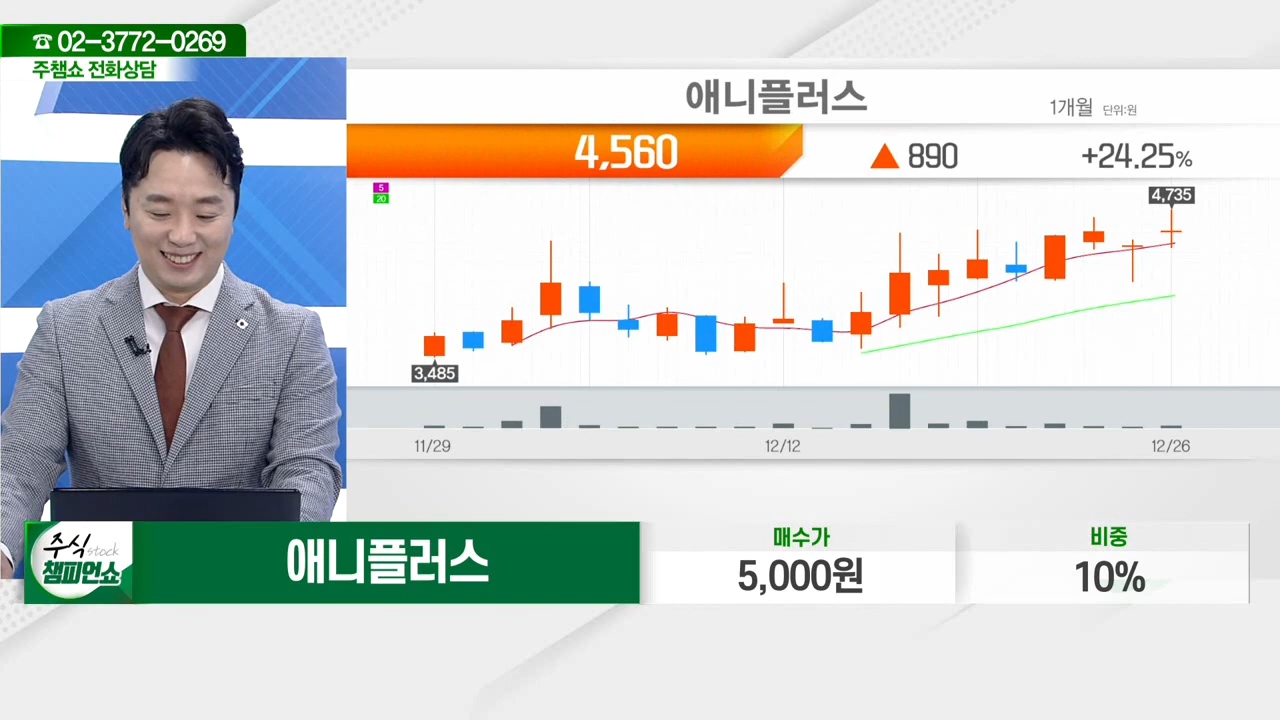 ☎ 02-3772-0269
주챔쇼 전화상담
애니플러스
1개월 단위:원
4,560
▲ 890
+24.25%
5
20
4,735
3,485
11/29
12/12
12/26
주식 stock
챔피언쇼
애니플러스
매수가
5,000원
비중
10%